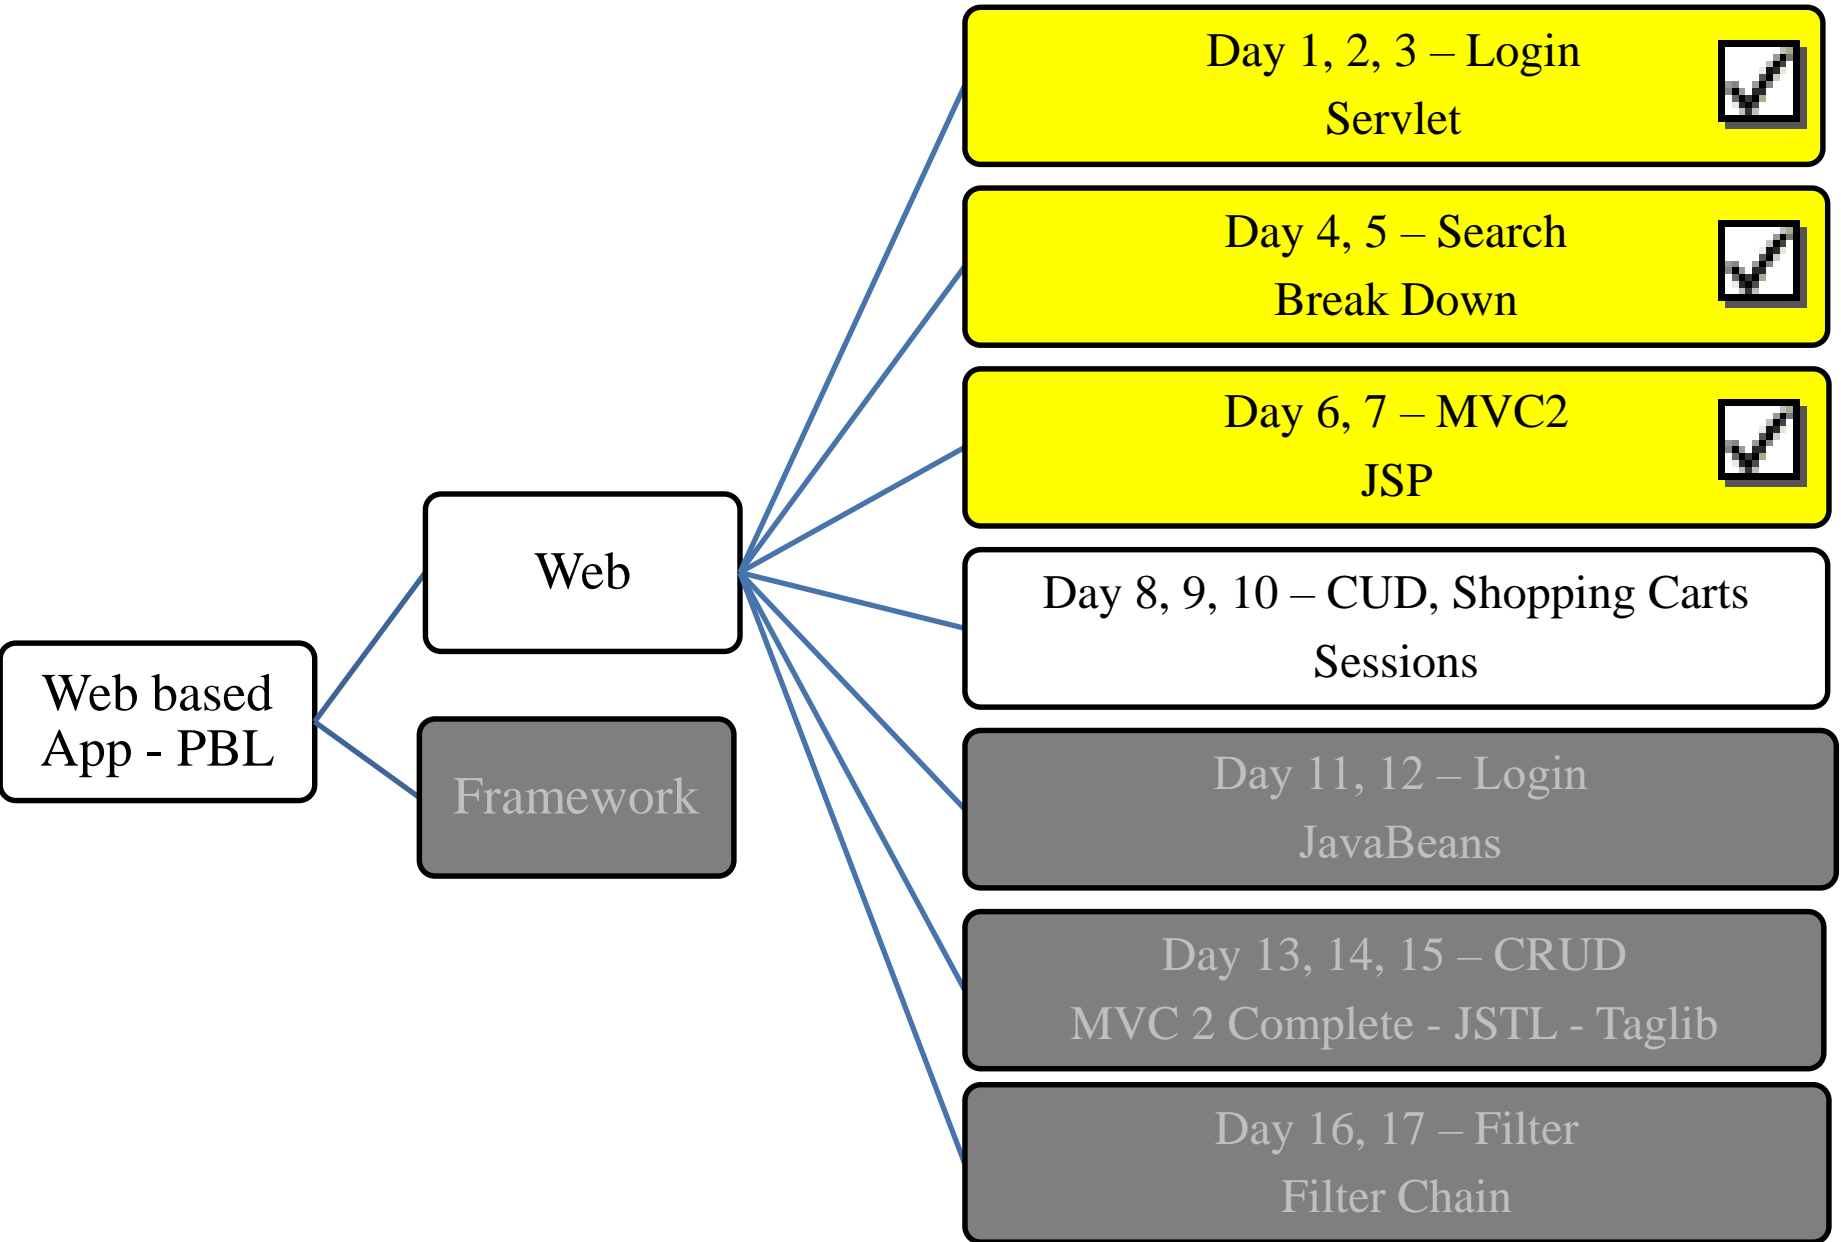 Web based
App - PBL
Web
Framework
Day 1, 2, 3 – Login
Servlet
Day 4, 5 – Search
Break Down
Day 6, 7 – MVC2
JSP
Day 8, 9, 10 – CUD, Shopping Carts
Sessions
Day 11, 12 – Login
JavaBeans
Day 13, 14, 15 – CRUD
MVC 2 Complete - JSTL - Taglib
Day 16, 17 – Filter
Filter Chain